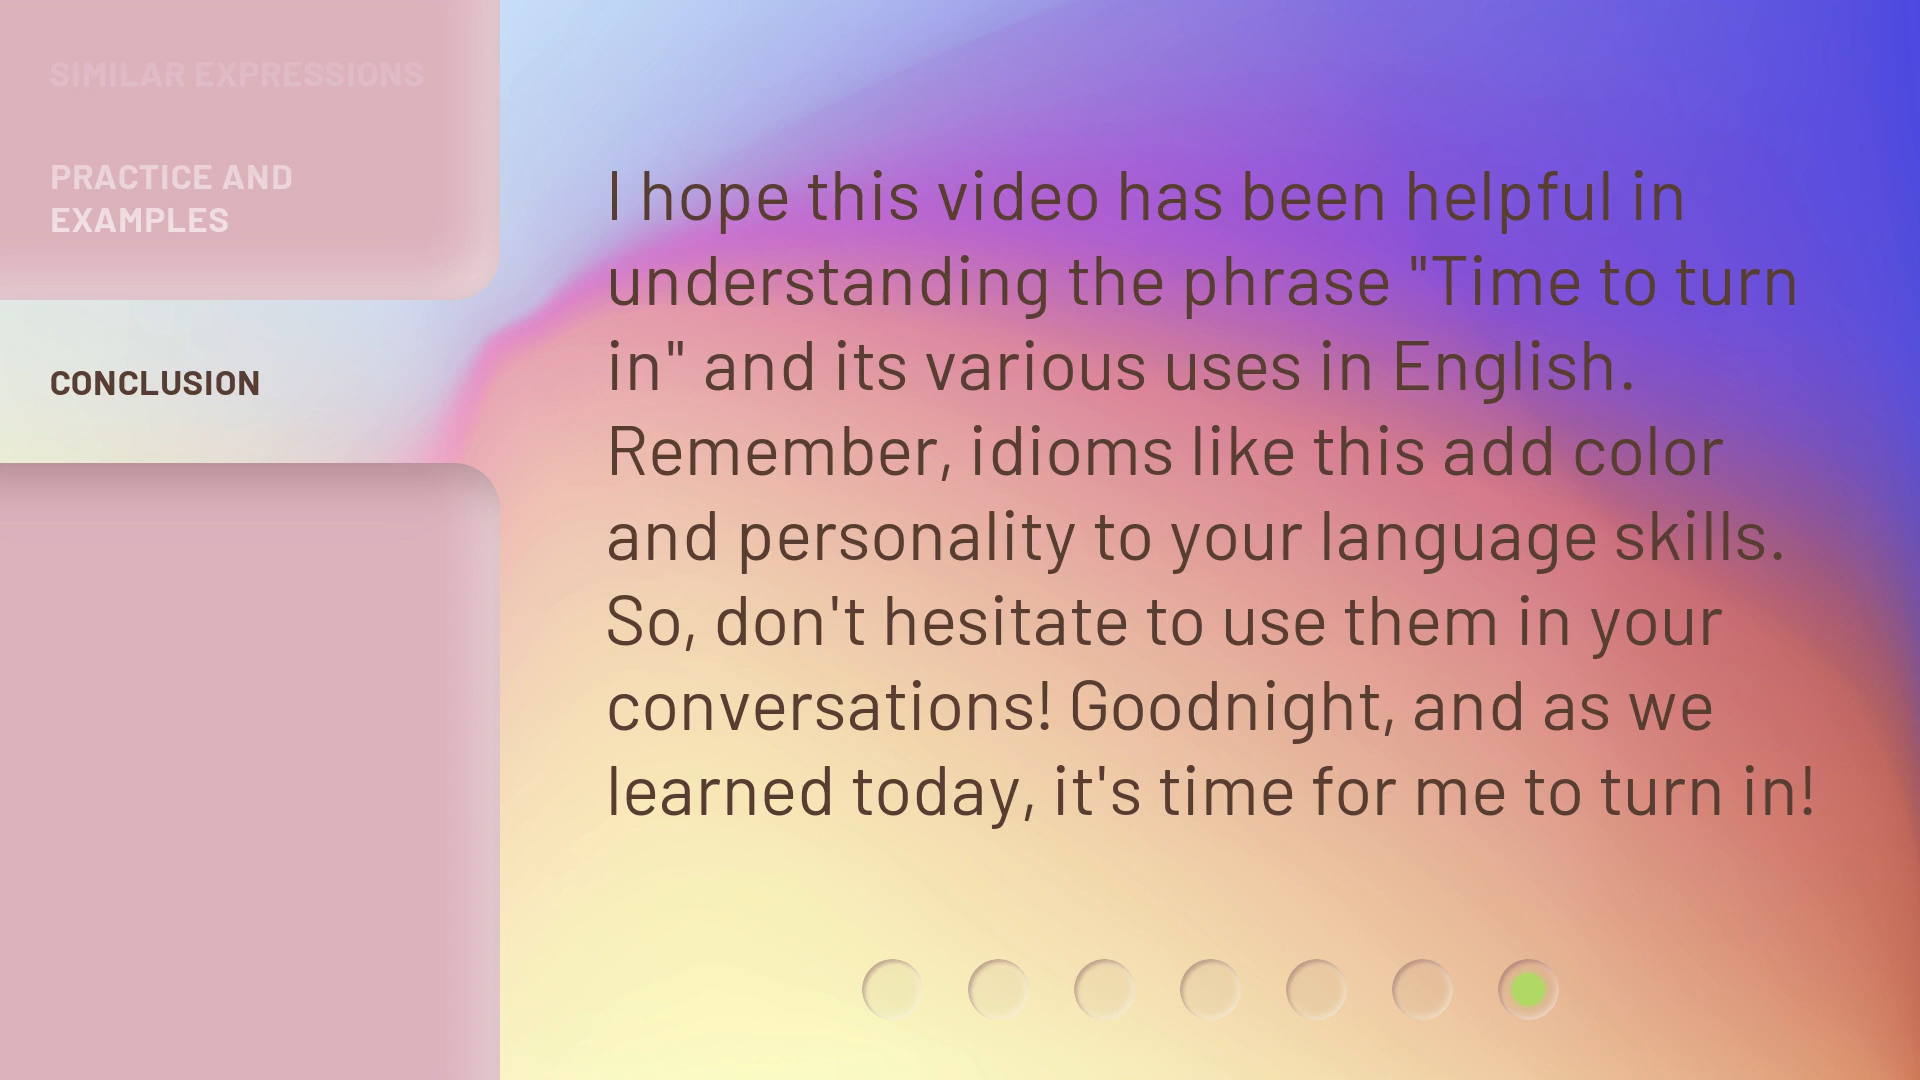 SIMILAR EXPRESSIONS
PRACTICE AND
EXAMPLES
CONCLUSION
I hope this video has been helpful in
understanding the phrase "Time to turn
in" and its various uses in English.
Remember, idioms like this add color
and personality to your language skills.
So, don't hesitate to use them in your
conversations! Goodnight, and as we
learned today, it's time for me to turn in!